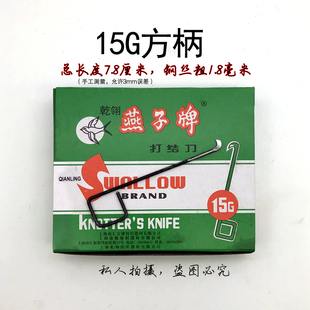 15G方柄
总长度78厘米，钢丝粗1.8毫米
（手工测量，允许3mm误差）
乾翎
燕子牌®
打结刀
QIANLING
SWALLOW
BRAND
15G
KNOTTER'S KNIFE
私人拍摄，盗图必究